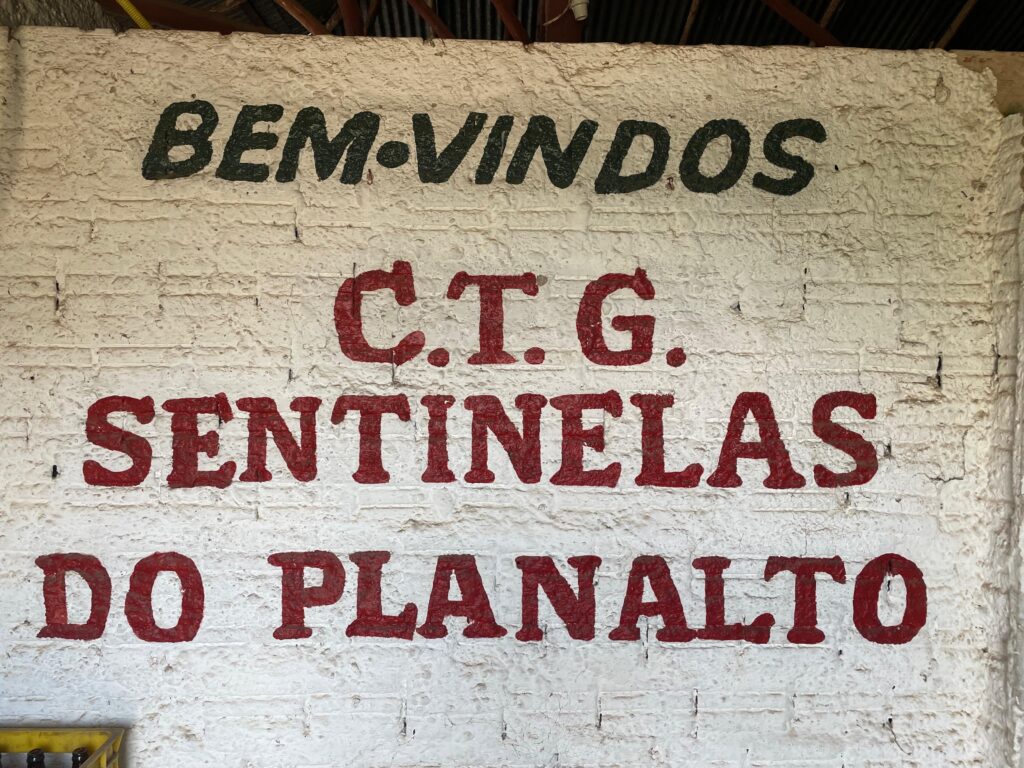 BEM·VINDOS
C.T.G.
SENTINELAS
DO PLANALTO